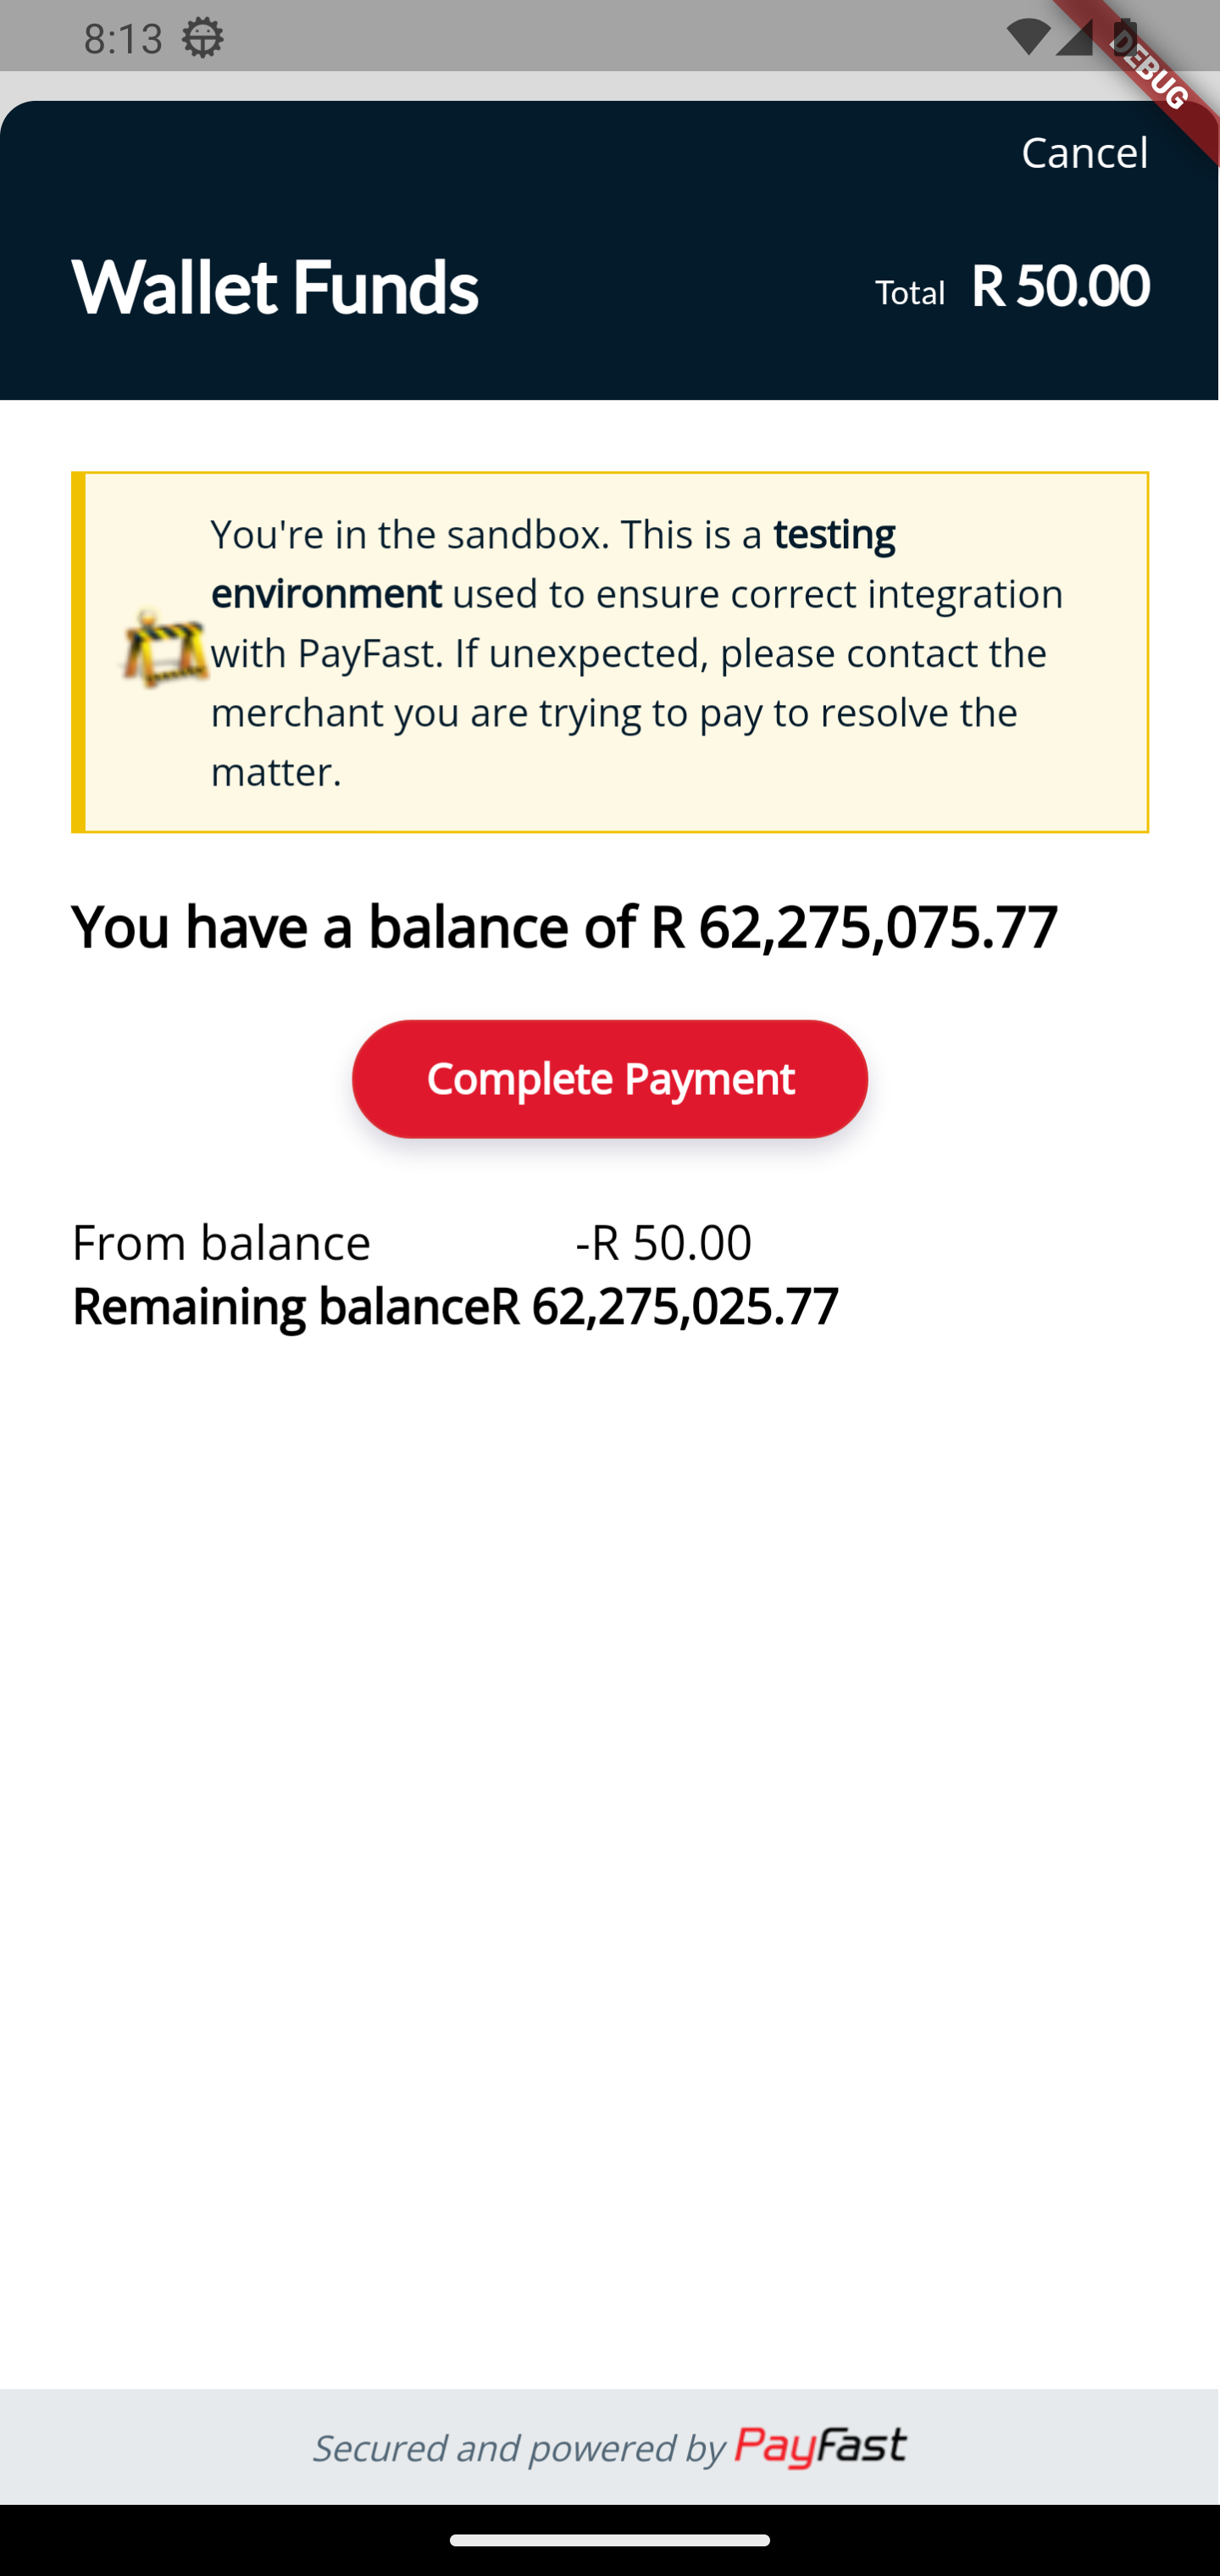 8:13
DEBUG
Cancel
Wallet Funds
Total R 50.00
You're in the sandbox. This is a testing
environment used to ensure correct integration
with PayFast. If unexpected, please contact the
merchant you are trying to pay to resolve the
matter.
You have a balance of R 62,275,075.77
Complete Payment
From balance -R 50.00
Remaining balanceR 62,275,025.77
Secured and powered by PayFast